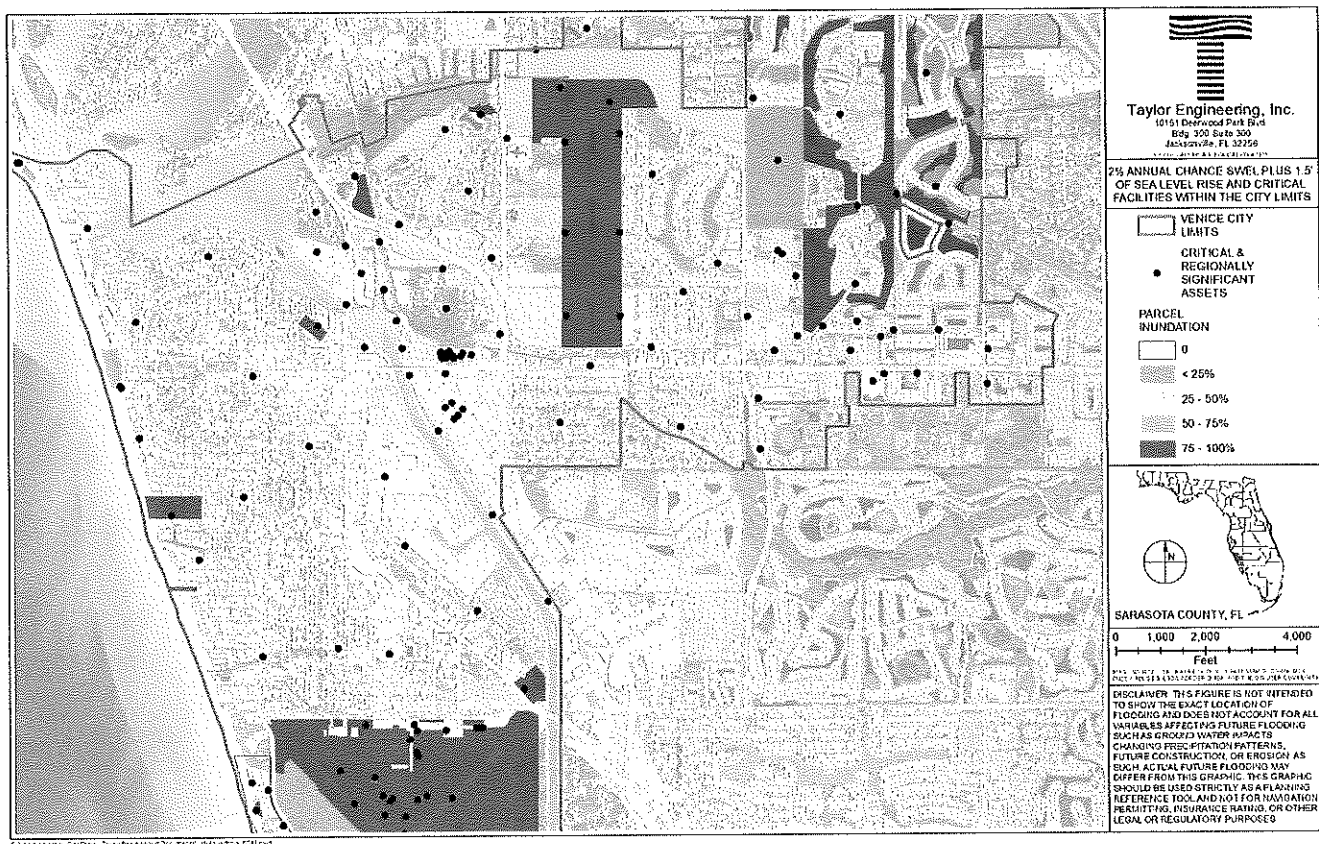 Taylor Engineering, Inc.
10151 Deerwood Park Blvd
Bldg 300 Suite 300
Jacksonville, FL 32256
2% ANNUAL CHANCE SWEL PLUS 1.5'
OF SEA LEVEL RISE AND CRITICAL
FACILITIES WITHIN THE CITY LIMITS
VENICE CITY
LIMITS
CRITICAL &
REGIONALLY
SIGNIFICANT
ASSETS
PARCEL
INUNDATION
0
< 25%
25 - 50%
50 - 75%
75 - 100%
N
SARASOTA COUNTY, FL
0 1,000 2,000 4,000
Feet
DISCLAIMER: THIS FIGURE IS NOT INTENDED
TO SHOW THE EXACT LOCATION OF
FLOODING AND DOES NOT ACCOUNT FOR ALL
VARIABLES AFFECTING FUTURE FLOODING
SUCH AS GROUND WATER IMPACTS
CHANGING PRECIPITATION PATTERNS,
FUTURE CONSTRUCTION, OR EROSION. AS
SUCH, ACTUAL FUTURE FLOODING MAY
DIFFER FROM THIS GRAPHIC. THIS GRAPHIC
SHOULD BE USED STRICTLY AS A PLANNING
REFERENCE TOOL AND NOT FOR NAVIGATION
PERMITTING, INSURANCE RATING, OR OTHER
LEGAL OR REGULATORY PURPOSES